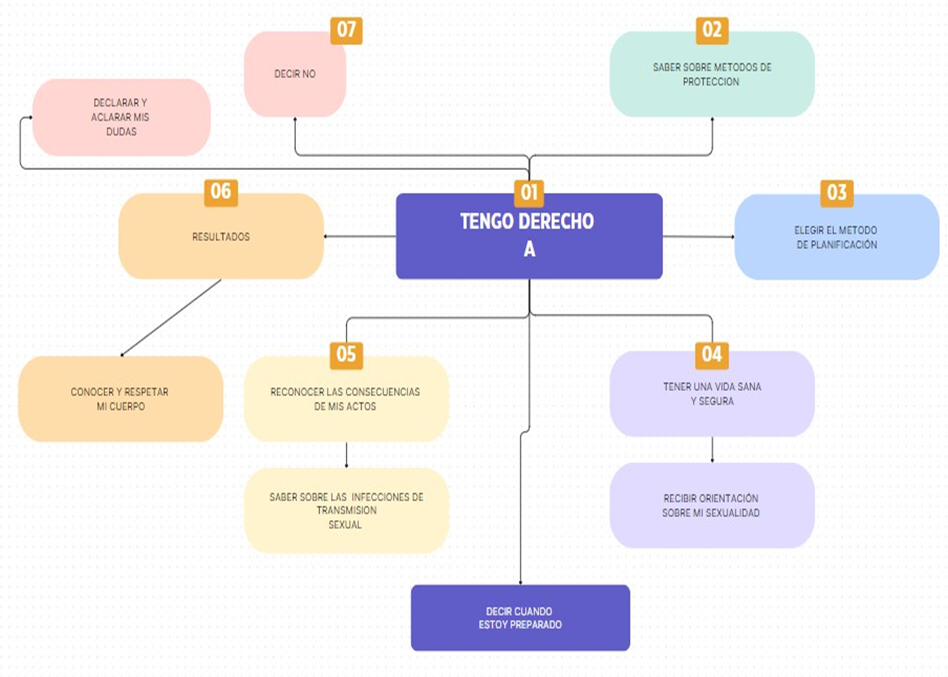 07
DECIR NO
02
SABER SOBRE METODOS DE
PROTECCION
DECLARAR Y
ACLARAR MIS
DUDAS
06
RESULTADOS
01
TENGO DERECHO
A
03
ELEGIR EL METODO
DE PLANIFICACIÓN
CONOCER Y RESPETAR
MI CUERPO
05
RECONOCER LAS CONSECUENCIAS
DE MIS ACTOS
04
TENER UNA VIDA SANA
Y SEGURA
SABER SOBRE LAS INFECCIONES DE
TRANSMISION
SEXUAL
RECIBIR ORIENTACIÓN
SOBRE MI SEXUALIDAD
DECIR CUANDO
ESTOY PREPARADO